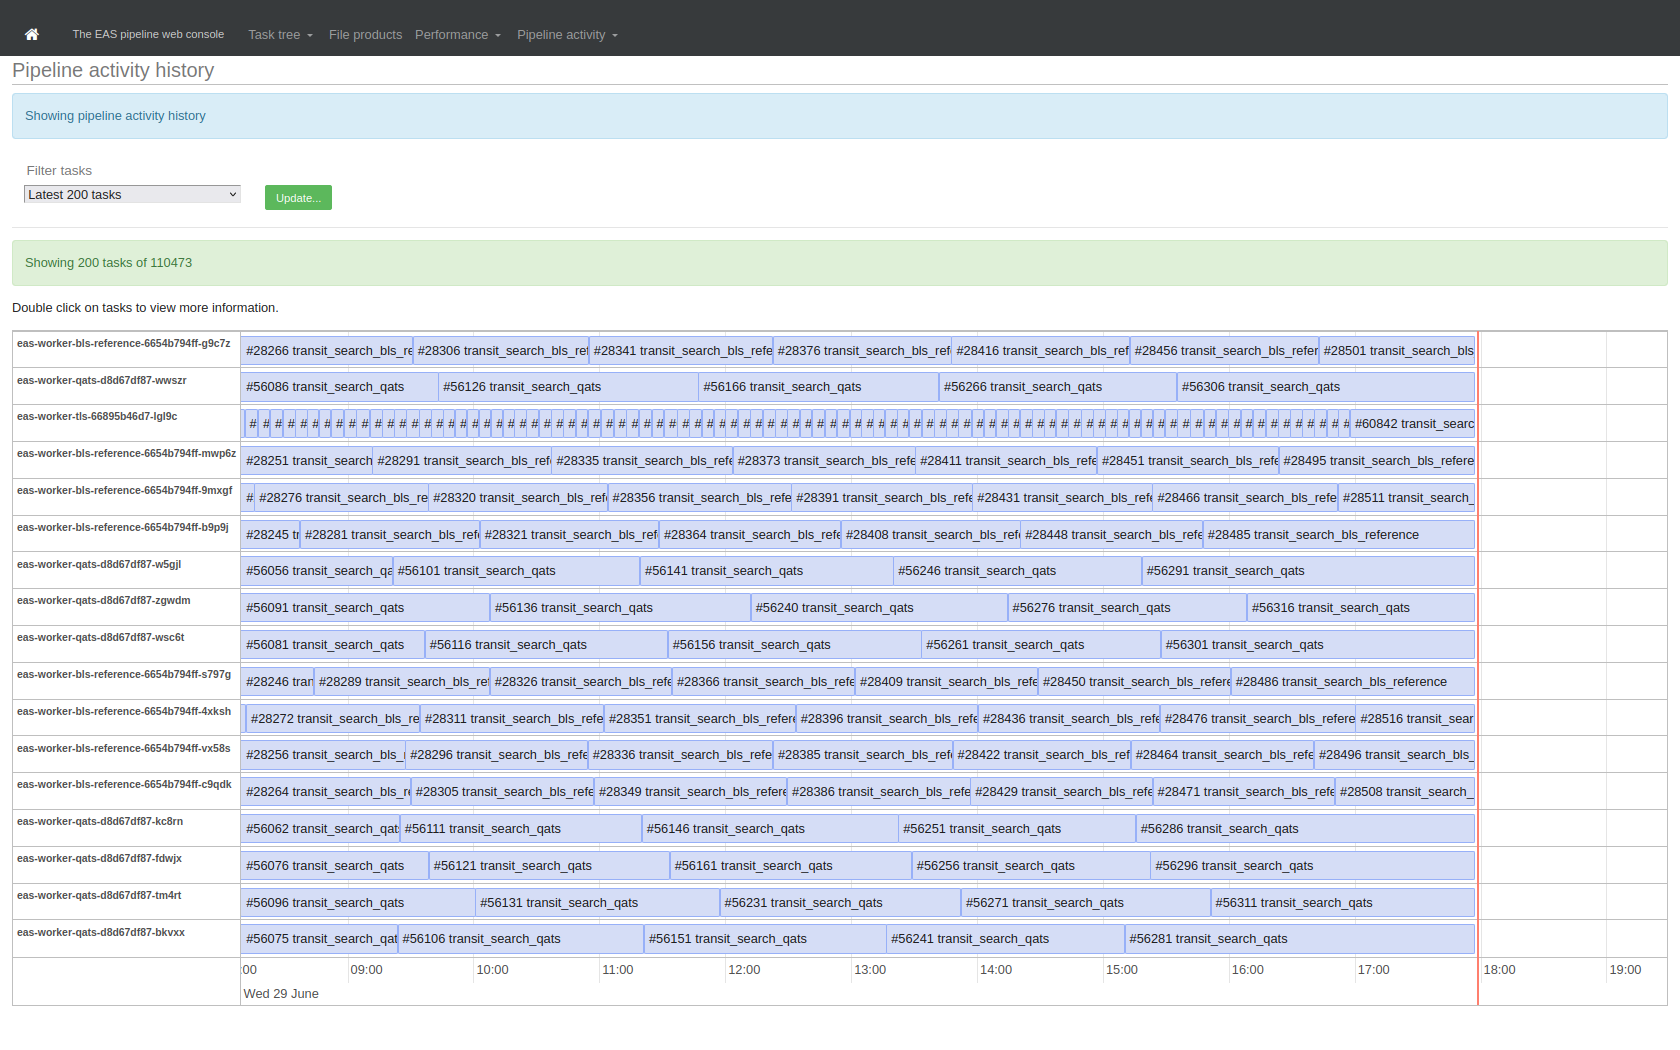 The EAS pipeline web console Task tree File products Performance Pipeline activity
Pipeline activity history
Showing pipeline activity history
Filter tasks
Latest 200 tasks Update...
Showing 200 tasks of 110473
Double click on tasks to view more information.
eas-worker-bls-reference-6654b794ff-g9c7z #28266 transit_search_bls_re #28306 transit_search_bls_ref #28341 transit_search_bls_refe #28376 transit_search_bls_ref #28416 transit_search_bls_ref #28456 transit_search_bls_refer #28501 transit_search_bls
eas-worker-qats-d8d67df87-wwszr #56086 transit_search_qats #56126 transit_search_qats #56166 transit_search_qats #56266 transit_search_qats #56306 transit_search_qats
eas-worker-tls-66895b46d7-lgl9c # # # # # # # # # # # # # # # # # # # # # # # # # # # # # # # # # # # # # # # # # # # # # # # # # # # # # # # # # # # # # # # # # # # # # # # # # # # # # # # # # # # # # # # # # #60842 transit_searc
eas-worker-bls-reference-6654b794ff-mwp6z #28251 transit_search #28291 transit_search_bls_ref #28335 transit_search_bls_refe #28373 transit_search_bls_refe #28411 transit_search_bls_refe #28451 transit_search_bls_refe #28495 transit_search_bls_refere
eas-worker-bls-reference-6654b794ff-9mxgf # #28276 transit_search_bls_re #28320 transit_search_bls_ref #28356 transit_search_bls_refe #28391 transit_search_bls_refe #28431 transit_search_bls_refe #28466 transit_search_bls_refe #28511 transit_search_
eas-worker-bls-reference-6654b794ff-b9p9j #28245 tr #28281 transit_search_bls_refe #28321 transit_search_bls_ref #28364 transit_search_bls_refe #28408 transit_search_bls_refe #28448 transit_search_bls_refe #28485 transit_search_bls_reference
eas-worker-qats-d8d67df87-w5gjl #56056 transit_search_qa #56101 transit_search_qats #56141 transit_search_qats #56246 transit_search_qats #56291 transit_search_qats
eas-worker-qats-d8d67df87-zgwdm #56091 transit_search_qats #56136 transit_search_qats #56240 transit_search_qats #56276 transit_search_qats #56316 transit_search_qats
eas-worker-qats-d8d67df87-wsc6t #56081 transit_search_qats #56116 transit_search_qats #56156 transit_search_qats #56261 transit_search_qats #56301 transit_search_qats
eas-worker-bls-reference-6654b794ff-s797g #28246 tran #28289 transit_search_bls_ref #28326 transit_search_bls_refe #28366 transit_search_bls_refe #28409 transit_search_bls_refe #28450 transit_search_bls_refere #28486 transit_search_bls_reference
eas-worker-bls-reference-6654b794ff-4xksh #28272 transit_search_bls_re #28311 transit_search_bls_refe #28351 transit_search_bls_refere #28396 transit_search_bls_refe #28436 transit_search_bls_refe #28476 transit_search_bls_refere #28516 transit_sear
eas-worker-bls-reference-6654b794ff-vx58s #28256 transit_search_bls_r #28296 transit_search_bls_refe #28336 transit_search_bls_refe #28385 transit_search_bls_refe #28422 transit_search_bls_ref #28464 transit_search_bls_refe #28496 transit_search_bls_
eas-worker-bls-reference-6654b794ff-c9qdk #28264 transit_search_bls_re #28305 transit_search_bls_refe #28349 transit_search_bls_refere #28386 transit_search_bls_refe #28429 transit_search_bls_refe #28471 transit_search_bls_refe #28508 transit_search_
eas-worker-qats-d8d67df87-kc8rn #56062 transit_search_qats #56111 transit_search_qats #56146 transit_search_qats #56251 transit_search_qats #56286 transit_search_qats
eas-worker-qats-d8d67df87-fdwjx #56076 transit_search_qats #56121 transit_search_qats #56161 transit_search_qats #56256 transit_search_qats #56296 transit_search_qats
eas-worker-qats-d8d67df87-tm4rt #56096 transit_search_qats #56131 transit_search_qats #56231 transit_search_qats #56271 transit_search_qats #56311 transit_search_qats
eas-worker-qats-d8d67df87-bkvxx #56075 transit_search_qat #56106 transit_search_qats #56151 transit_search_qats #56241 transit_search_qats #56281 transit_search_qats
:00 09:00 10:00 11:00 12:00 13:00 14:00 15:00 16:00 17:00 18:00 19:00
Wed 29 June